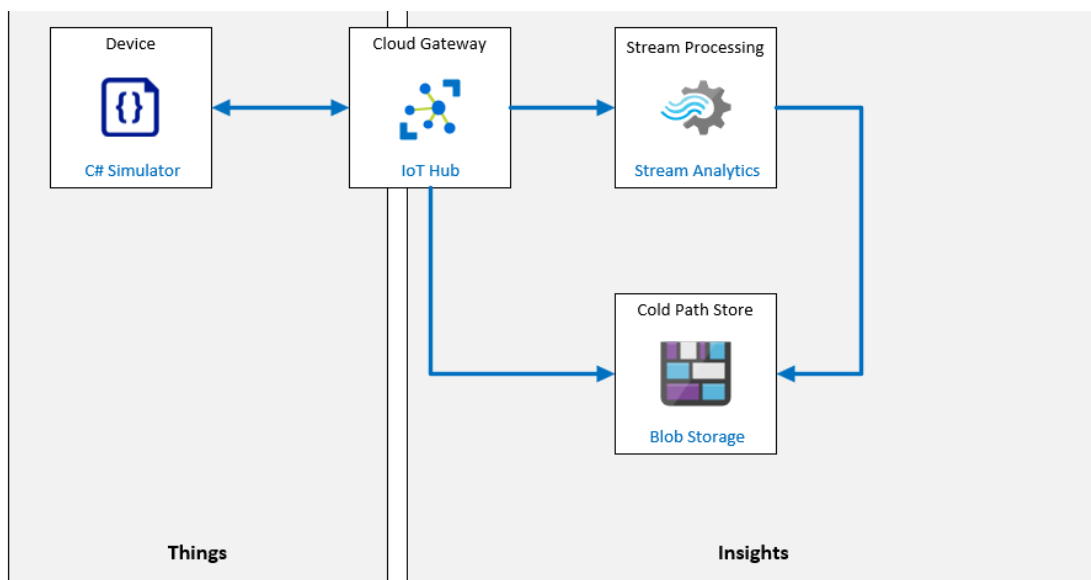 Device
C# Simulator
Cloud Gateway
IoT Hub
Stream Processing
Stream Analytics
Cold Path Store
Blob Storage
Things
Insights